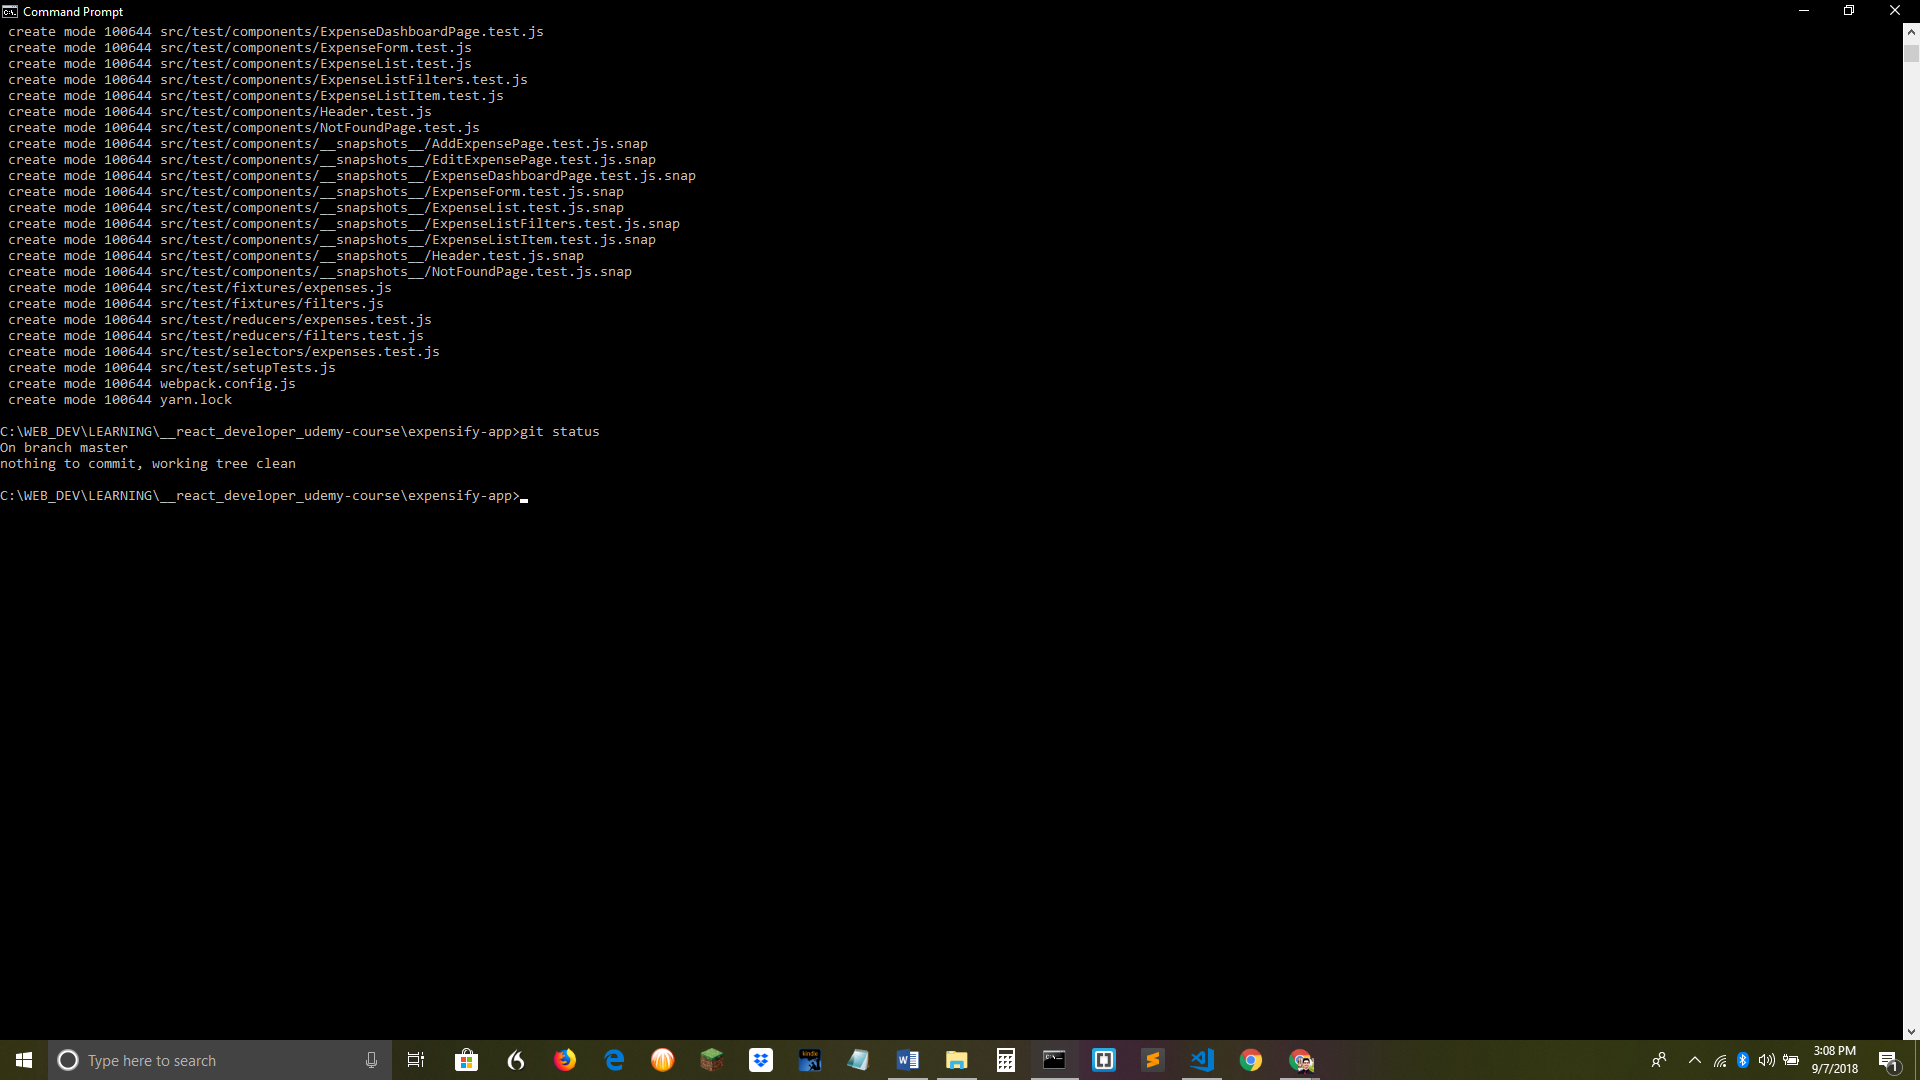 Command Prompt
create mode 100644 src/test/components/ExpenseDashboardPage.test.js
create mode 100644 src/test/components/ExpenseForm.test.js
create mode 100644 src/test/components/ExpenseList.test.js
create mode 100644 src/test/components/ExpenseListFilters.test.js
create mode 100644 src/test/components/ExpenseListItem.test.js
create mode 100644 src/test/components/Header.test.js
create mode 100644 src/test/components/NotFoundPage.test.js
create mode 100644 src/test/components/__snapshots__/AddExpensePage.test.js.snap
create mode 100644 src/test/components/__snapshots__/EditExpensePage.test.js.snap
create mode 100644 src/test/components/__snapshots__/ExpenseDashboardPage.test.js.snap
create mode 100644 src/test/components/__snapshots__/ExpenseForm.test.js.snap
create mode 100644 src/test/components/__snapshots__/ExpenseList.test.js.snap
create mode 100644 src/test/components/__snapshots__/ExpenseListFilters.test.js.snap
create mode 100644 src/test/components/__snapshots__/ExpenseListItem.test.js.snap
create mode 100644 src/test/components/__snapshots__/Header.test.js.snap
create mode 100644 src/test/components/__snapshots__/NotFoundPage.test.js.snap
create mode 100644 src/test/fixtures/expenses.js
create mode 100644 src/test/fixtures/filters.js
create mode 100644 src/test/reducers/expenses.test.js
create mode 100644 src/test/reducers/filters.test.js
create mode 100644 src/test/selectors/expenses.test.js
create mode 100644 src/test/setupTests.js
create mode 100644 webpack.config.js
create mode 100644 yarn.lock
C:\WEB_DEV\LEARNING\__react_developer_udemy-course\expensify-app>git status
On branch master
nothing to commit, working tree clean
C:\WEB_DEV\LEARNING\__react_developer_udemy-course\expensify-app>
Type here to search
kindle
3:08 PM
9/7/2018
1